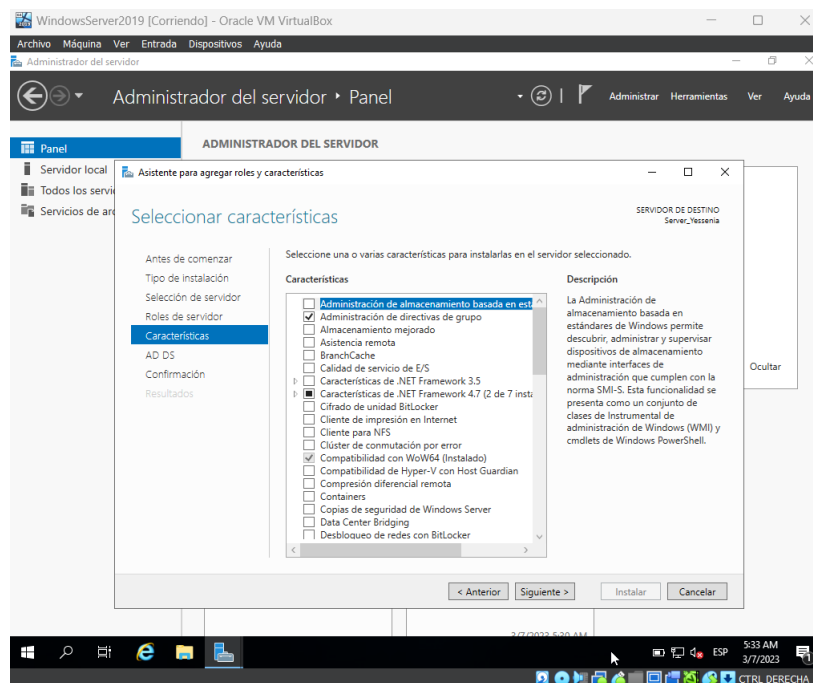 WindowsServer2019 [Corriendo] - Oracle VM VirtualBox
Archivo Máquina Ver Entrada Dispositivos Ayuda
Administrador del servidor
Administrador del servidor • Panel
Administrar Herramientas Ver Ayuda
Panel
Servidor local
Todos los servi
Servicios de ar
ADMINISTRADOR DEL SERVIDOR
Asistente para agregar roles y características
Seleccionar características
SERVIDOR DE DESTINO
Server_Yessenia
Antes de comenzar
Tipo de instalación
Selección de servidor
Roles de servidor
Características
AD DS
Confirmación
Resultados
Seleccione una o varias características para instalarlas en el servidor seleccionado.
Características
Administración de almacenamiento basada en est
Administración de directivas de grupo
Almacenamiento mejorado
Asistencia remota
BranchCache
Calidad de servicio de E/S
Características de .NET Framework 3.5
Características de .NET Framework 4.7 (2 de 7 insta
Cifrado de unidad BitLocker
Cliente de impresión en Internet
Cliente para NFS
Clúster de conmutación por error
Compatibilidad con WoW64 (Instalado)
Compatibilidad de Hyper-V con Host Guardian
Compresión diferencial remota
Containers
Copias de seguridad de Windows Server
Data Center Bridging
Desbloqueo de redes con BitLocker
Descripción
La Administración de
almacenamiento basada en
estándares de Windows permite
descubrir, administrar y supervisar
dispositivos de almacenamiento
mediante interfaces de
administración que cumplen con la
norma SMI-S. Esta funcionalidad se
presenta como un conjunto de
clases de Instrumental de
administración de Windows (WMI) y
cmdlets de Windows PowerShell.
Ocultar
< Anterior Siguiente > Instalar Cancelar
3/7/2023 5:30 AM
ESP
5:33 AM
3/7/2023
CTRL DERECHA